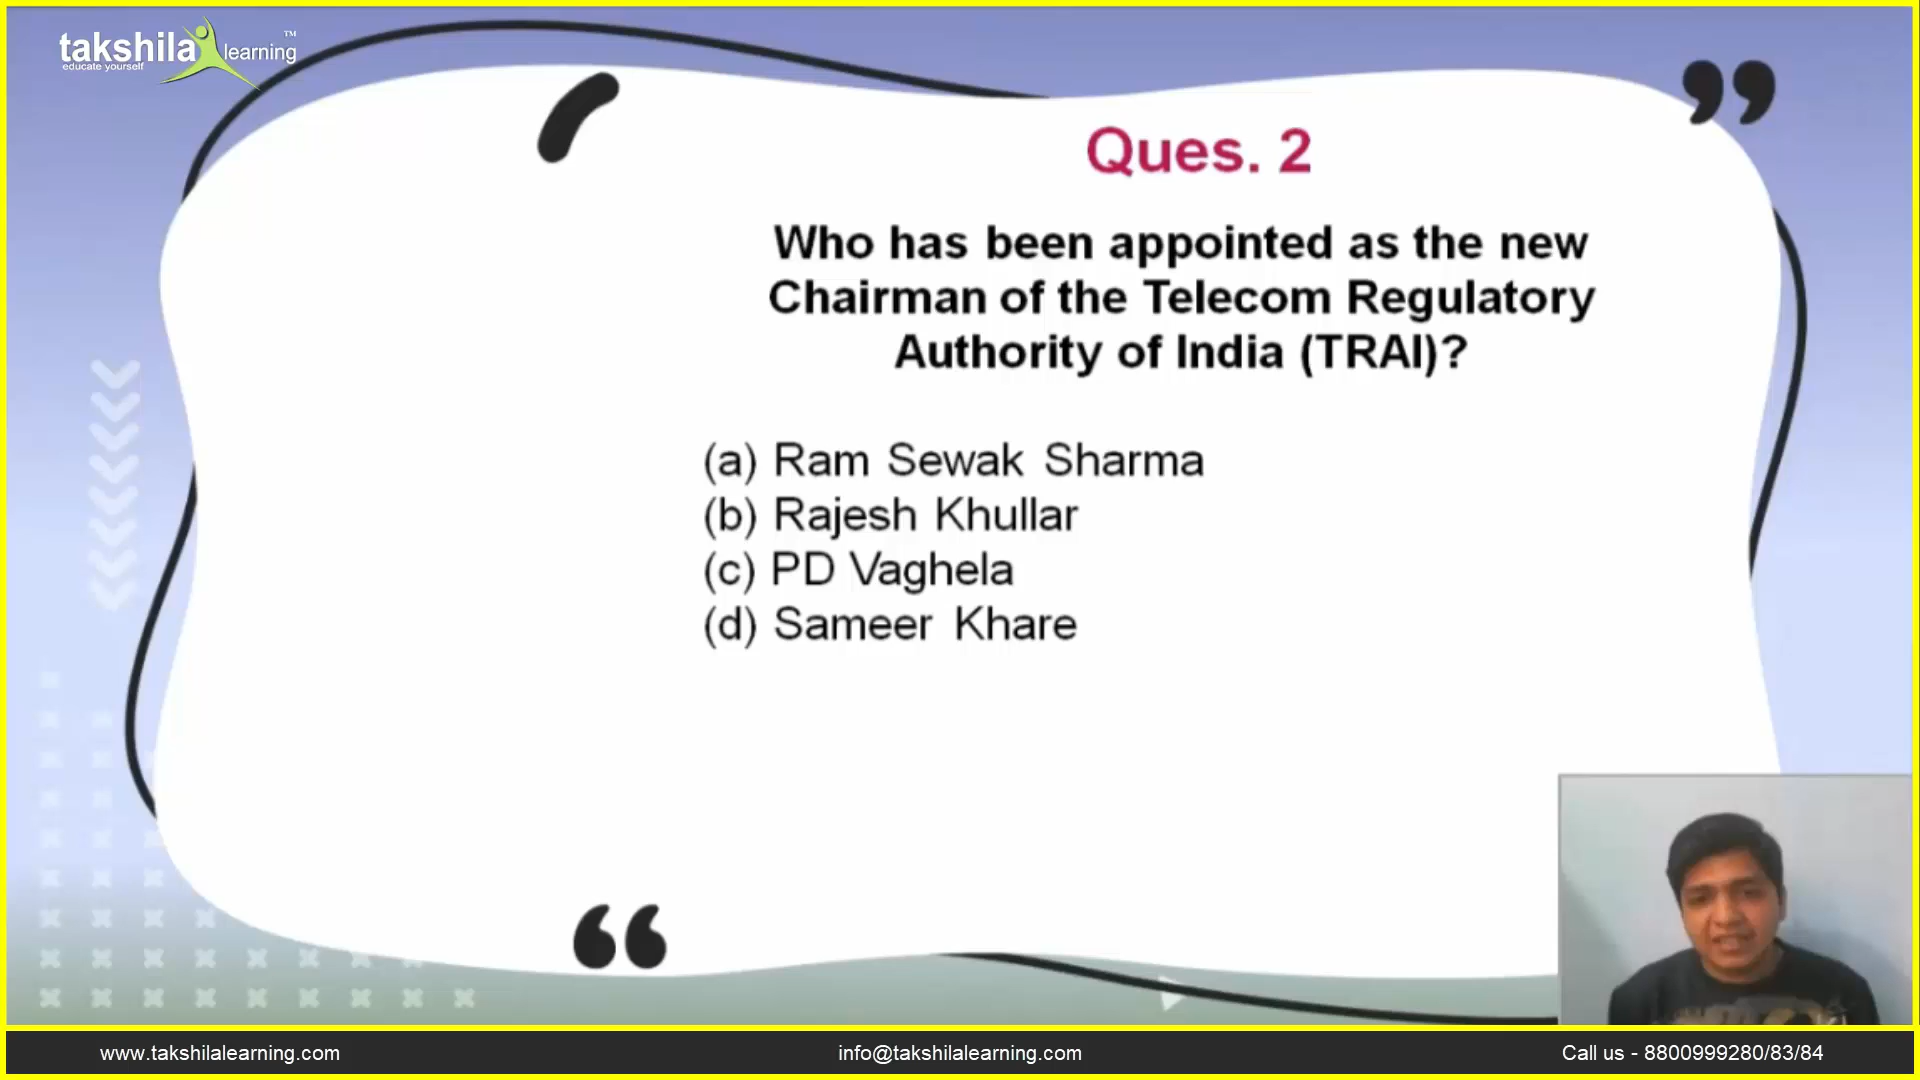 takshila learning TM
educate yourself
Ques. 2
Who has been appointed as the new
Chairman of the Telecom Regulatory
Authority of India (TRAI)?
(a) Ram Sewak Sharma
(b) Rajesh Khullar
(c) PD Vaghela
(d) Sameer Khare
www.takshilalearning.com
info@takshilalearning.com
Call us - 8800999280/83/84